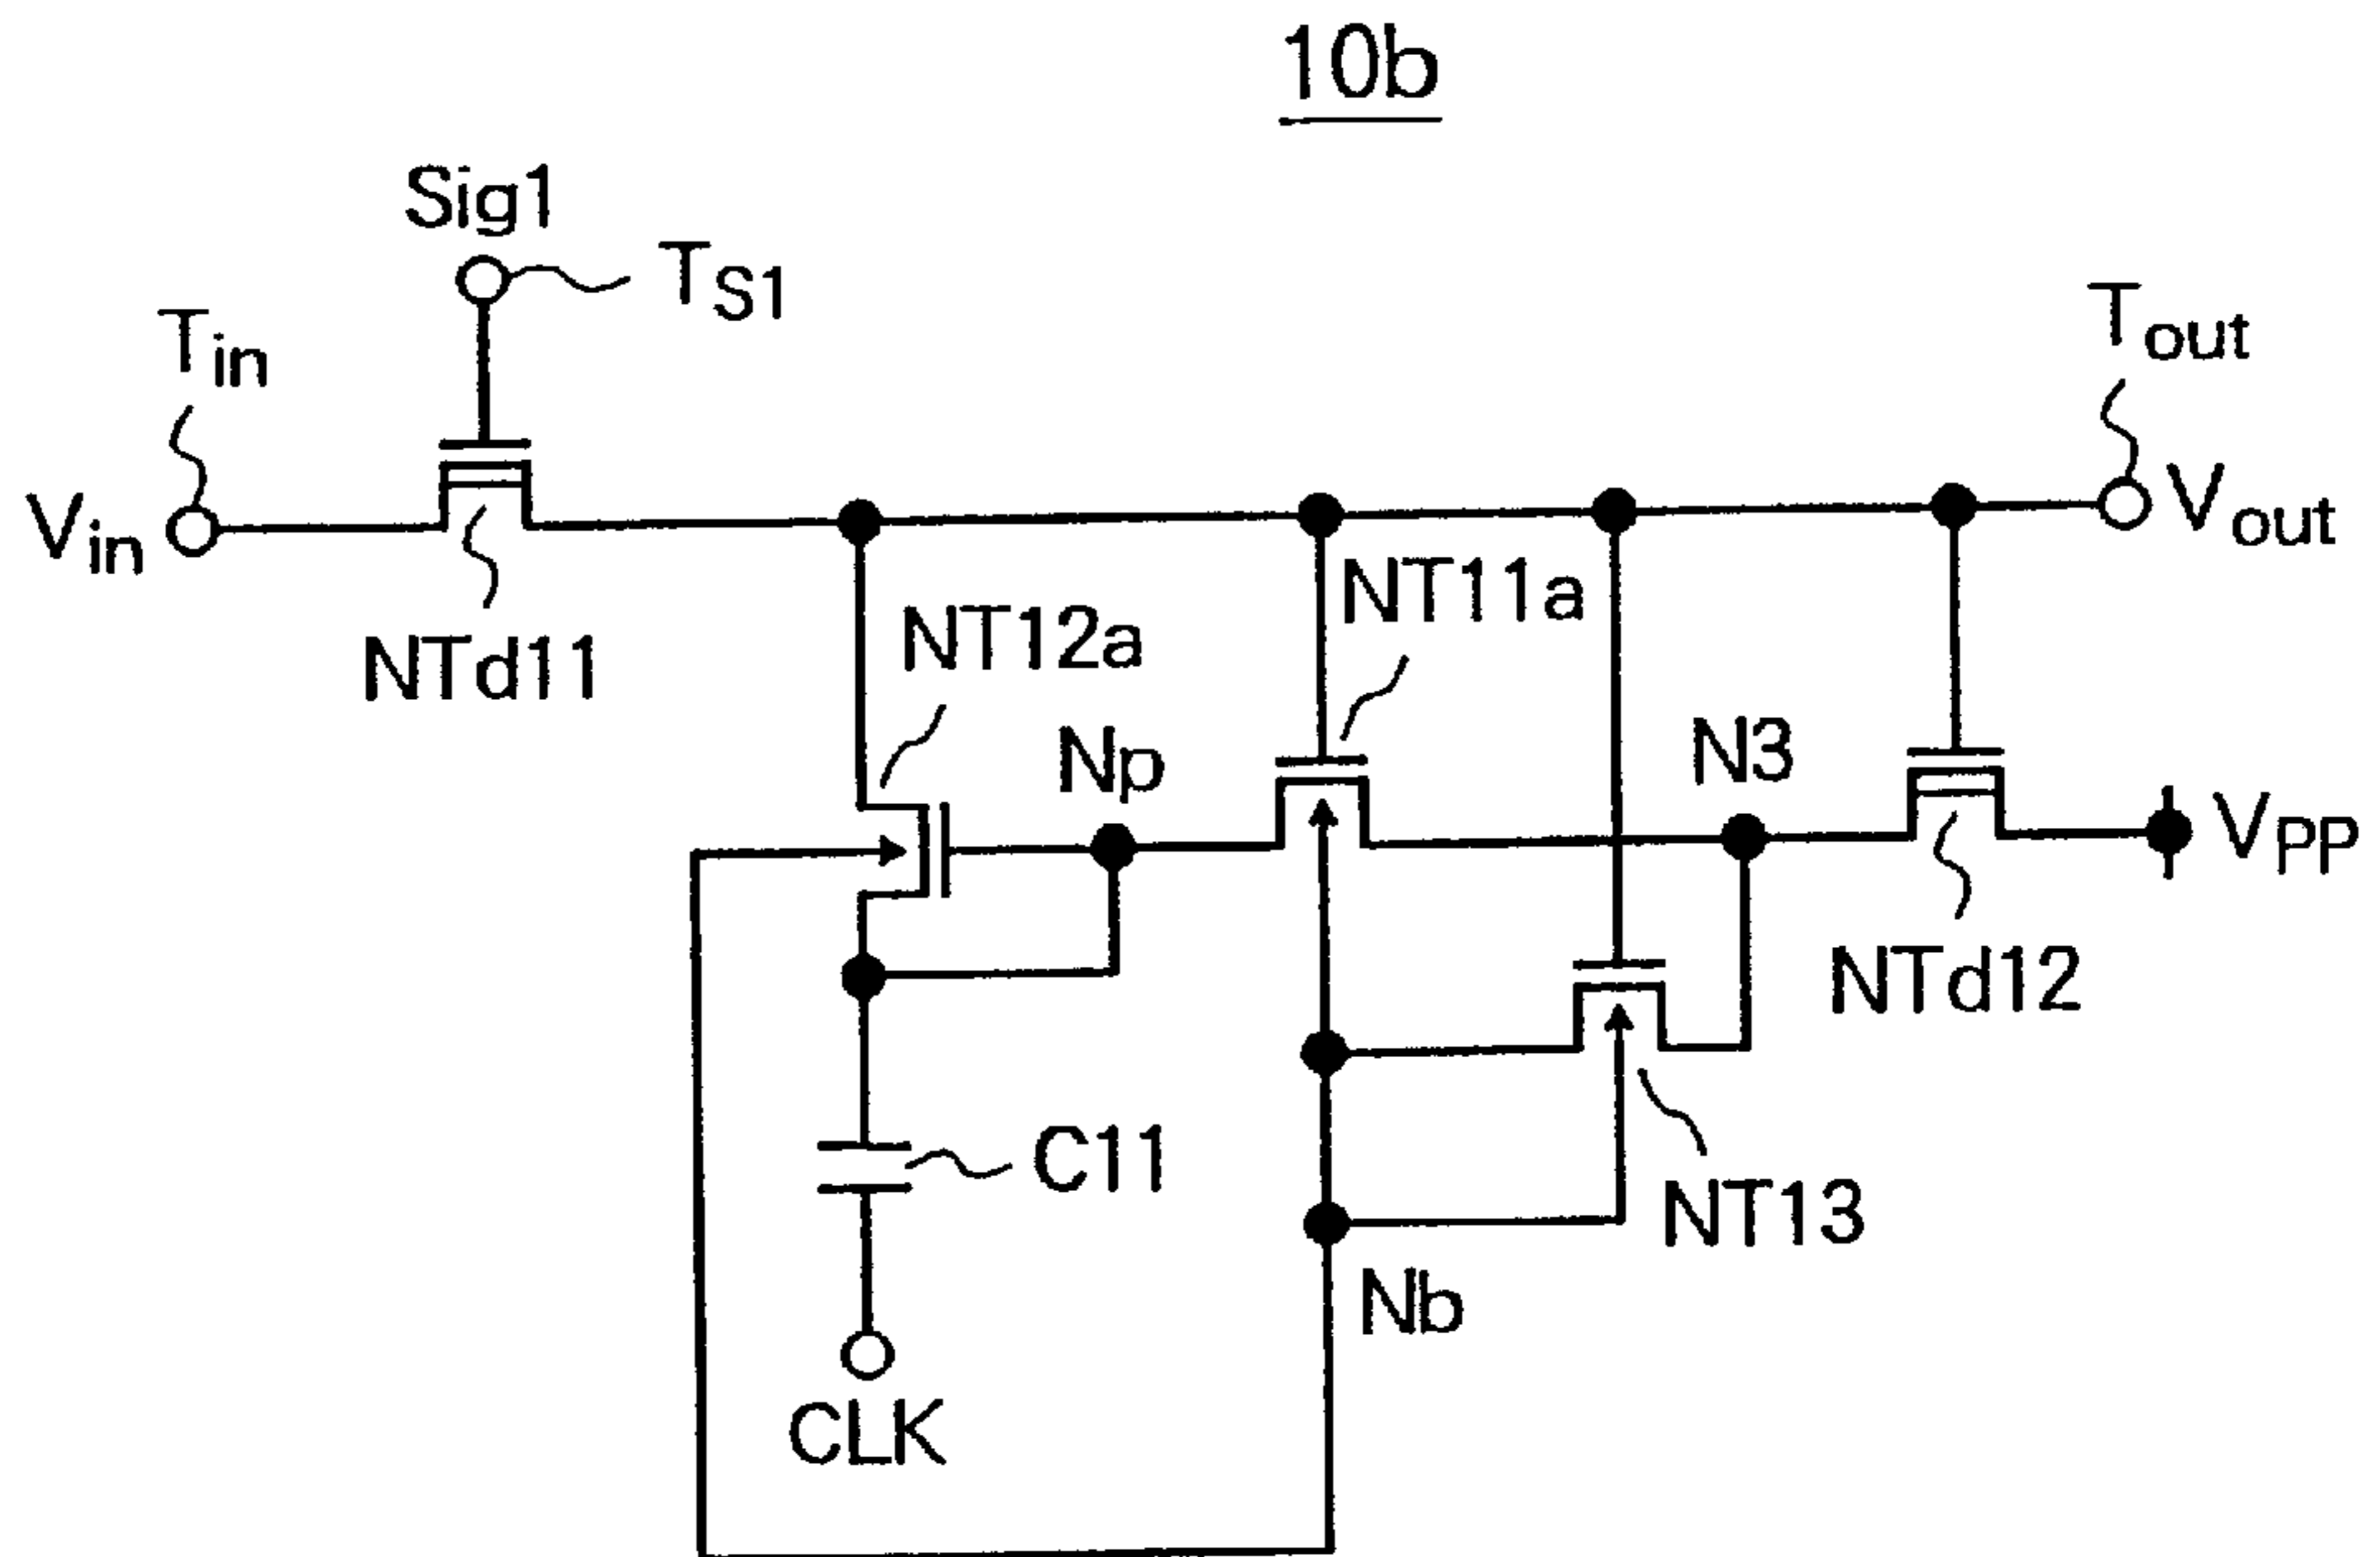 10b
Sig1
TS1
Tin
Tout
Vin
Vout
NTd11
NT12a
NT11a
Np
N3
VPP
NTd12
C11
NT13
Nb
CLK